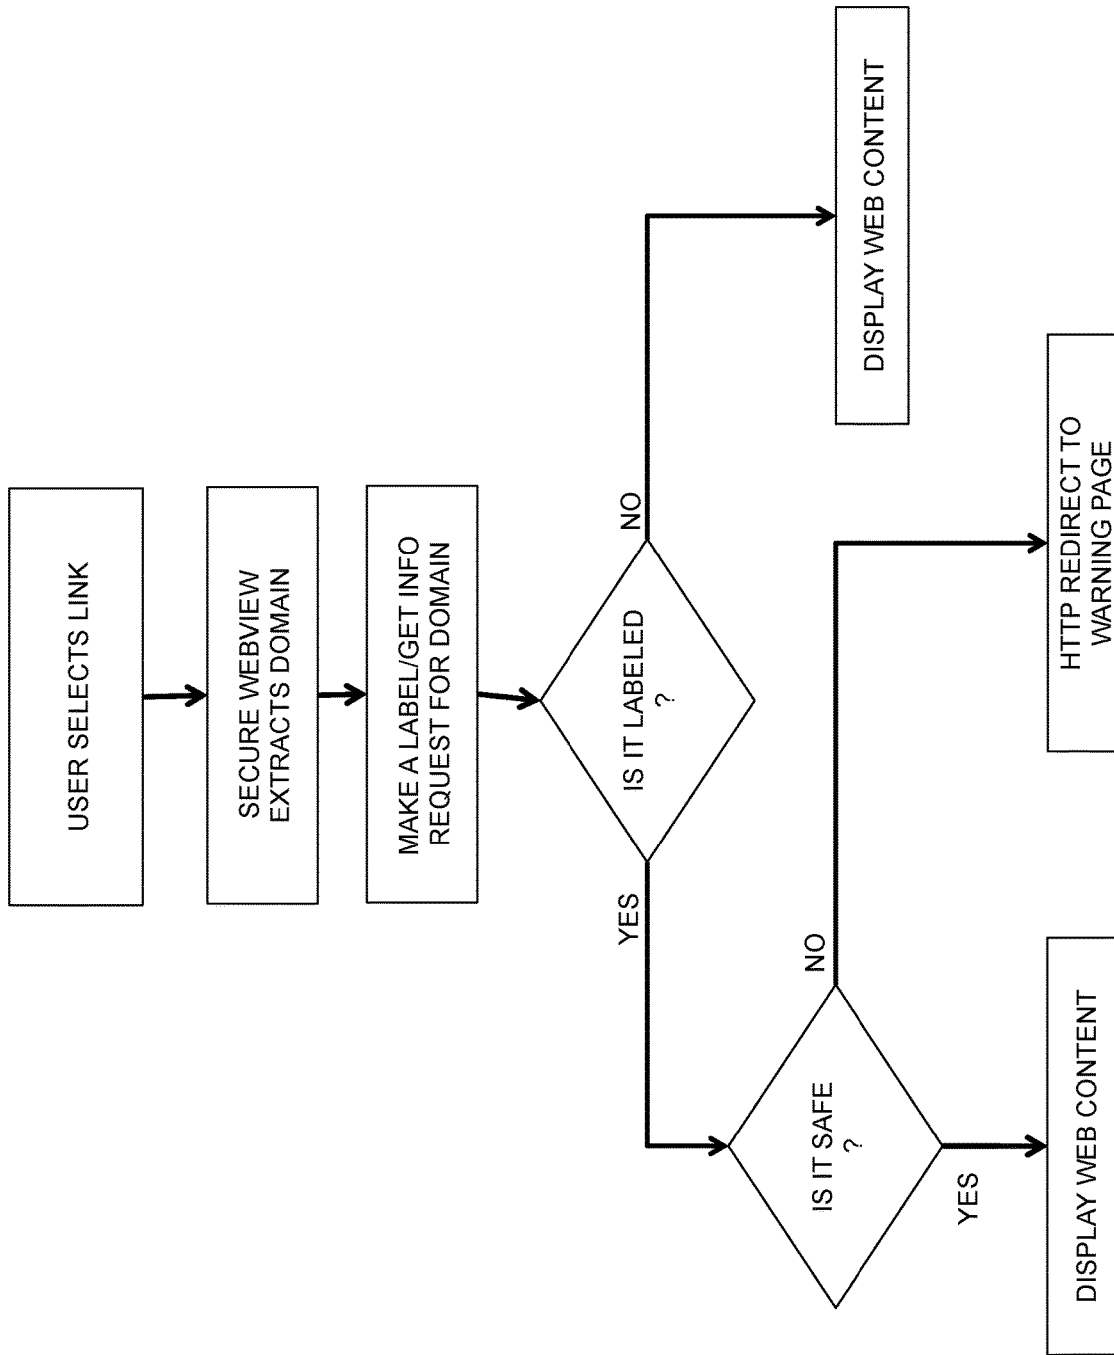 USER SELECTS LINK
SECURE WEBVIEW
EXTRACTS DOMAIN
MAKE A LABEL/GET INFO
REQUEST FOR DOMAIN
IS IT LABELED
?
YES
NO
IS IT SAFE
?
NO
YES
DISPLAY WEB CONTENT
DISPLAY WEB CONTENT
HTTP REDIRECT TO
WARNING PAGE